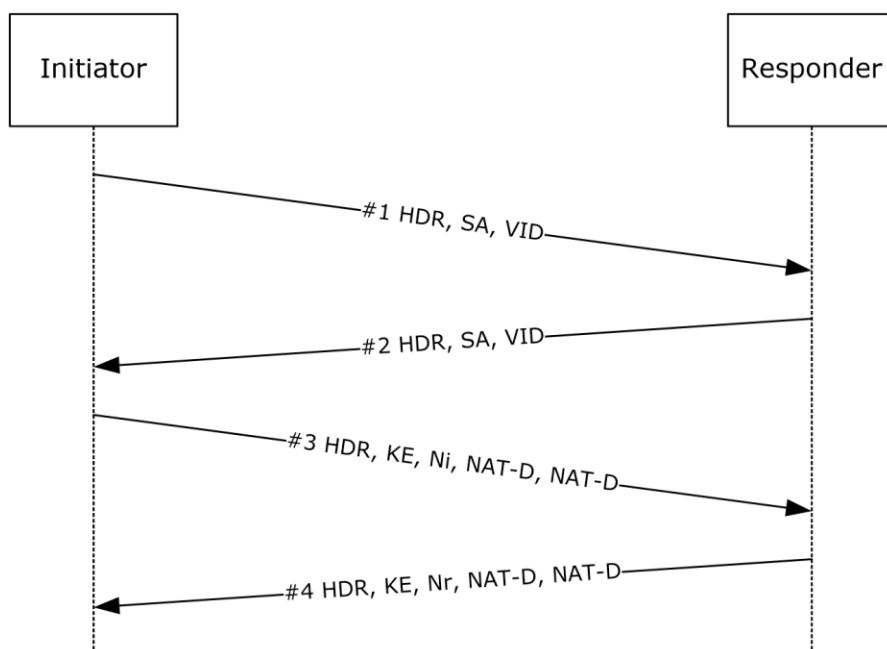 Initiator
Responder
#1 HDR, SA, VID
#2 HDR, SA, VID
#3 HDR, KE, Ni, NAT-D, NAT-D
#4 HDR, KE, Nr, NAT-D, NAT-D